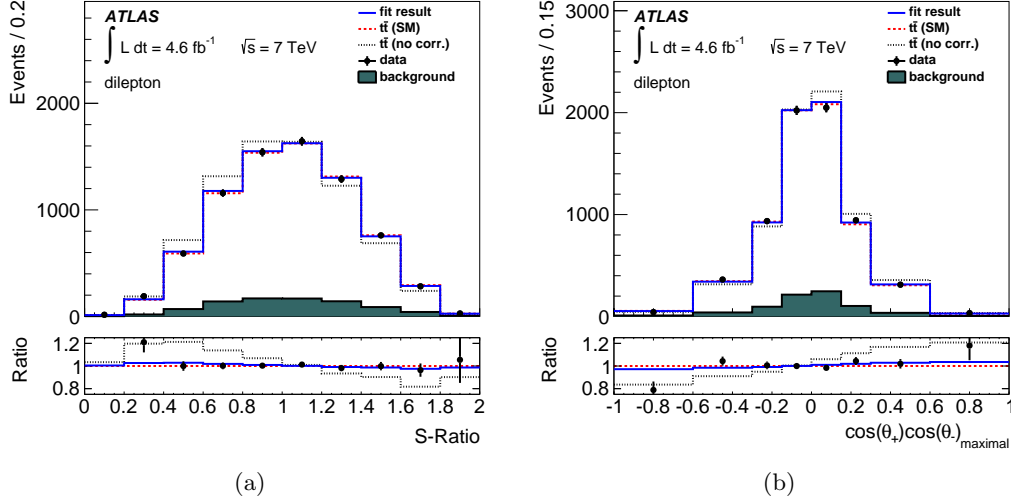 Events / 0.2
ATLAS
∫ L dt = 4.6 fb⁻¹ √s = 7 TeV
dilepton
fit result
tt̄ (SM)
tt̄ (no corr.)
data
background
2000
1000
0
Ratio
1.2
1
0.8
0 0.2 0.4 0.6 0.8 1 1.2 1.4 1.6 1.8 2
S-Ratio
(a)
Events / 0.15
ATLAS
∫ L dt = 4.6 fb⁻¹ √s = 7 TeV
dilepton
fit result
tt̄ (SM)
tt̄ (no corr.)
data
background
3000
2000
1000
0
Ratio
1.2
1
0.8
-1 -0.8 -0.6 -0.4 -0.2 0 0.2 0.4 0.6 0.8 1
cos(θ₊)cos(θ₋)maximal
(b)